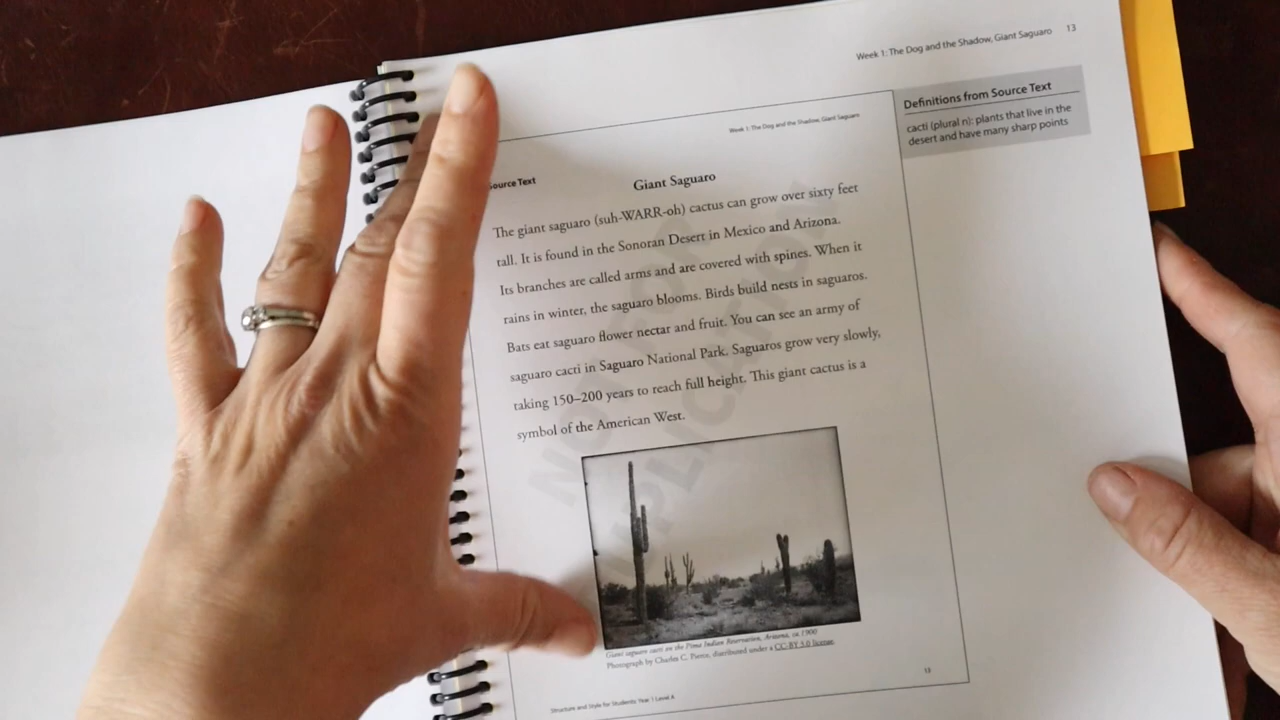 Week 1: The Dog and the Shadow, Giant Saguaro 13
Definitions from Source Text
cacti (plural n): plants that live in the
desert and have many sharp points
Week 1: The Dog and the Shadow, Giant Saguaro
Source Text
Giant Saguaro
The giant saguaro (suh-WARR-oh) cactus can grow over sixty feet
tall. It is found in the Sonoran Desert in Mexico and Arizona.
Its branches are called arms and are covered with spines. When it
rains in winter, the saguaro blooms. Birds build nests in saguaros.
Bats eat saguaro flower nectar and fruit. You can see an army of
saguaro cacti in Saguaro National Park. Saguaros grow very slowly,
taking 150–200 years to reach full height. This giant cactus is a
symbol of the American West.
Giant saguaro cacti on the Pima Indian Reservation, Arizona, ca.1900
Photograph by Charles C. Pierce, distributed under a CC-BY 3.0 license.
13
Structure and Style for Students: Year 1 Level A